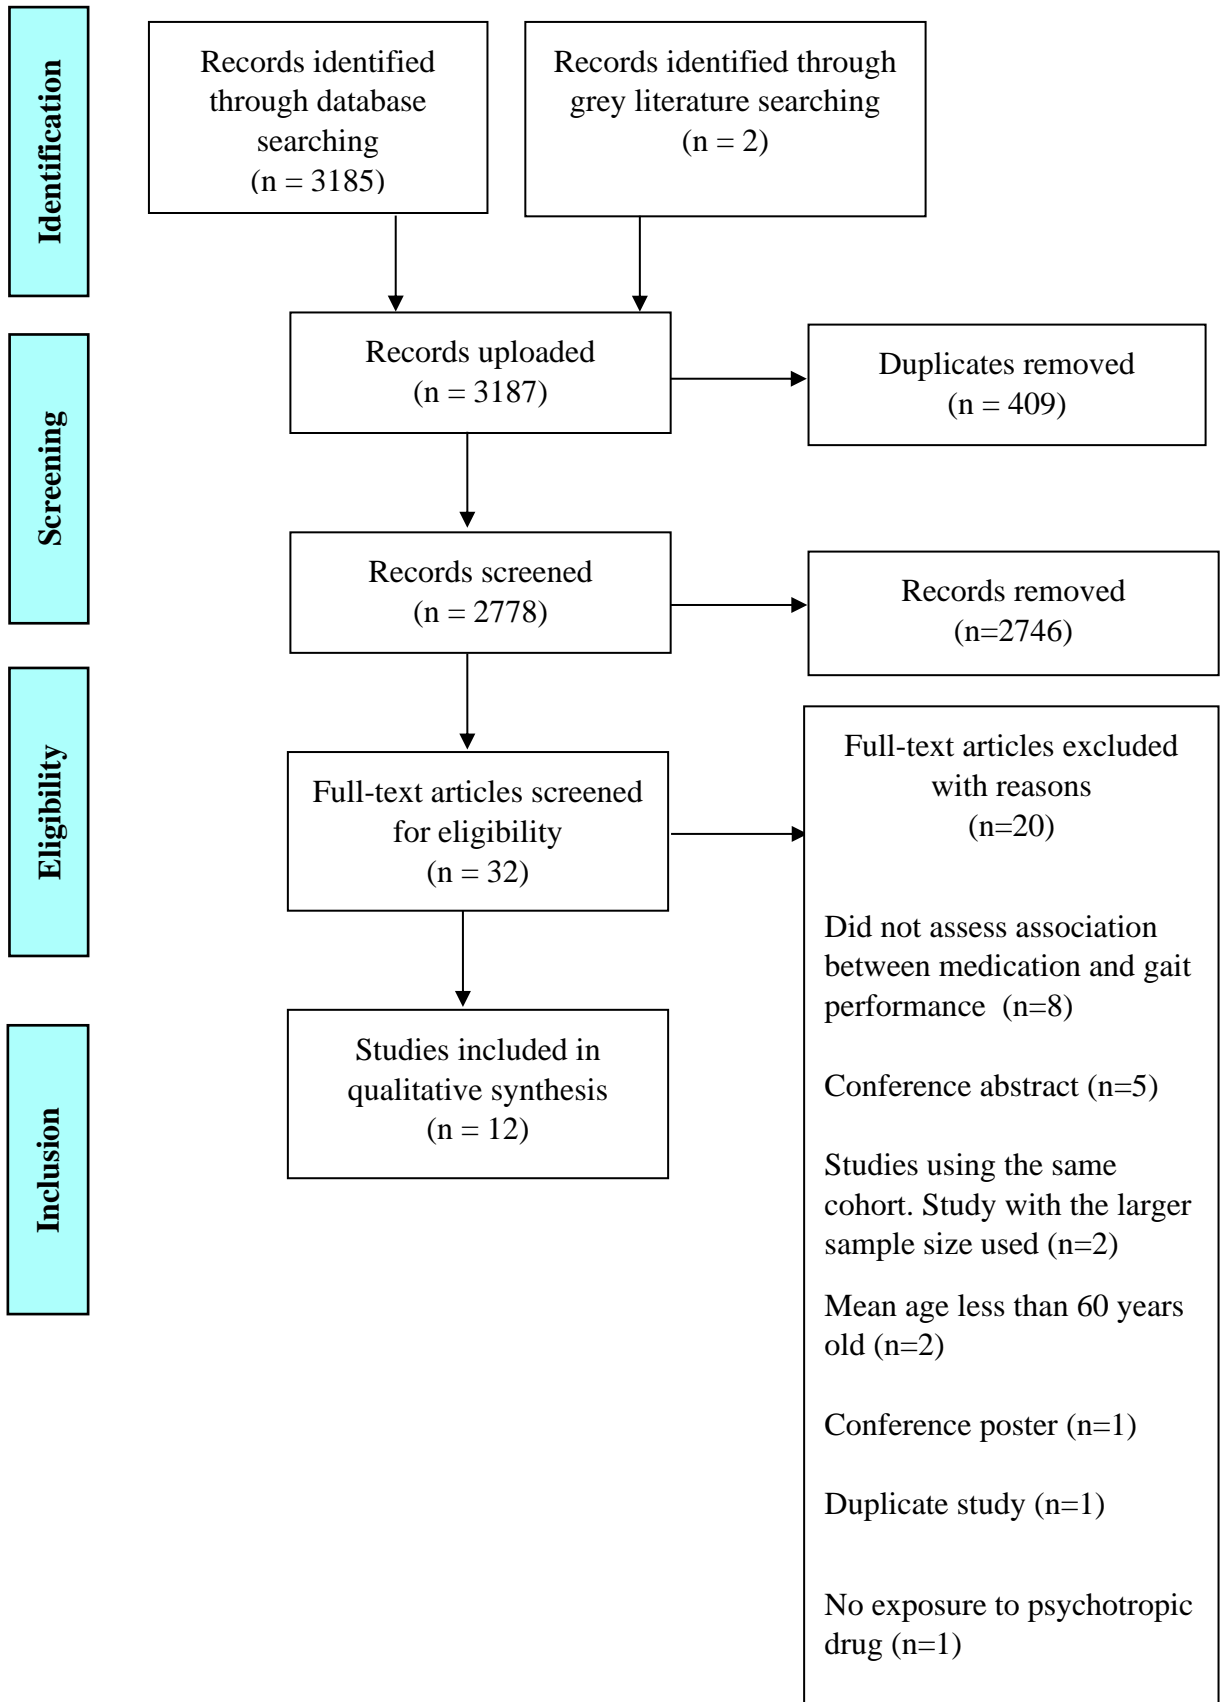 Identification
Records identified
through database
searching
(n = 3185)
Records identified through
grey literature searching
(n = 2)
Screening
Records uploaded
(n = 3187)
Duplicates removed
(n = 409)
Records screened
(n = 2778)
Records removed
(n=2746)
Eligibility
Full-text articles screened
for eligibility
(n = 32)
Full-text articles excluded
with reasons
(n=20)
Did not assess association
between medication and gait
performance (n=8)
Conference abstract (n=5)
Studies using the same
cohort. Study with the larger
sample size used (n=2)
Mean age less than 60 years
old (n=2)
Conference poster (n=1)
Duplicate study (n=1)
No exposure to psychotropic
drug (n=1)
Inclusion
Studies included in
qualitative synthesis
(n = 12)